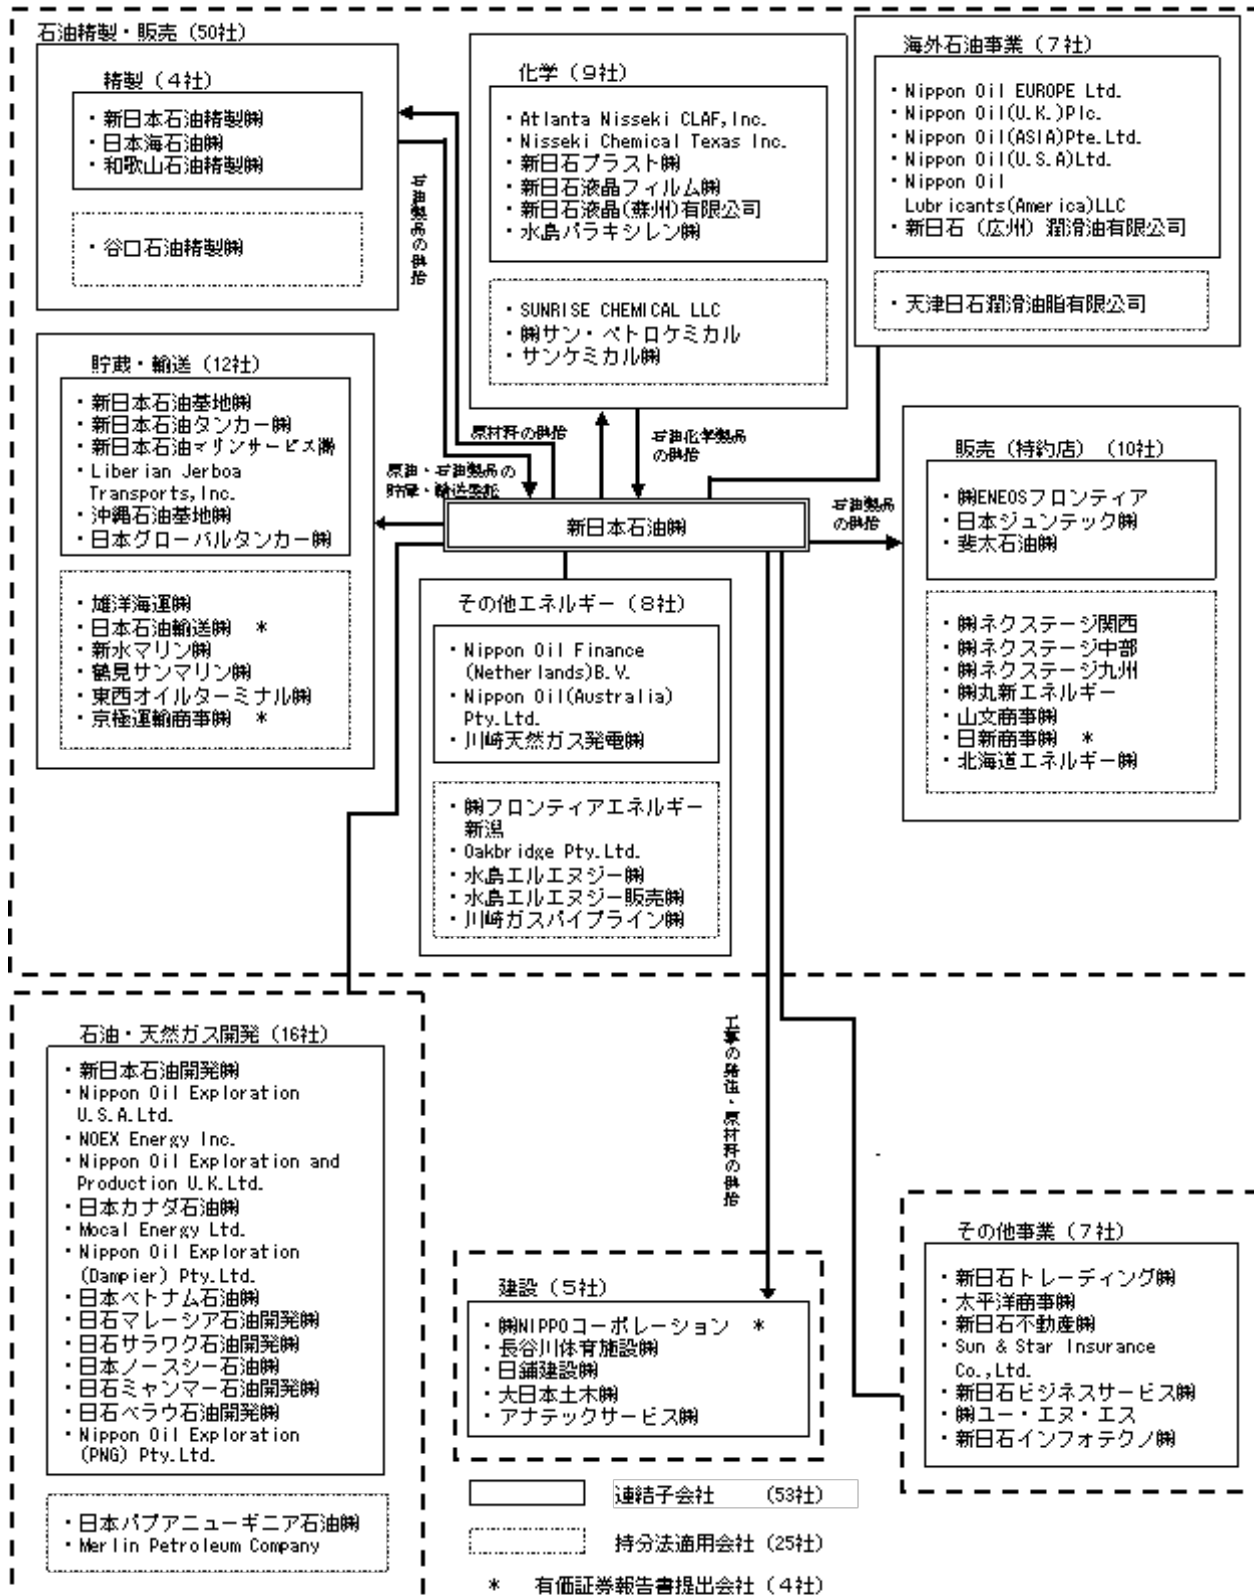 石油精製・販売（50社）
精製（４社）
・新日本石油精製㈱
・日本海石油㈱
・和歌山石油精製㈱
・谷口石油精製㈱
化学（９社）
・Atlanta Nisseki CLAF,Inc.
・Nisseki Chemical Texas Inc.
・新日石プラスト㈱
・新日石液晶フィルム㈱
・新日石液晶(蘇州)有限公司
・水島パラキシレン㈱
・SUNRISE CHEMICAL LLC
・㈱サン・ペトロケミカル
・サンケミカル㈱
海外石油事業（７社）
・Nippon Oil EUROPE Ltd.
・Nippon Oil(U.K.)Plc.
・Nippon Oil(ASIA)Pte.Ltd.
・Nippon Oil(U.S.A)Ltd.
・Nippon Oil
Lubricants(America)LLC
・新日石（広州）潤滑油有限公司
・天津日石潤滑油脂有限公司
石油製品の供給
貯蔵・輸送（12社）
・新日本石油基地㈱
・新日本石油タンカー㈱
・新日本石油マリンサービス㈱
・Liberian Jerboa
Transports,Inc.
・沖縄石油基地㈱
・日本グローバルタンカー㈱
・雄洋海運㈱
・日本石油輸送㈱　＊
・新水マリン㈱
・鶴見サンマリン㈱
・東西オイルターミナル㈱
・京極運輸商事㈱　＊
原材料の供給
石油化学製品
の供給
原油・石油製品の
貯蔵・輸送委託
新日本石油㈱
石油製品
の供給
販売（特約店）（10社）
・㈱ENEOSフロンティア
・日本ジュンテック㈱
・斐太石油㈱
・㈱ネクステージ関西
・㈱ネクステージ中部
・㈱ネクステージ九州
・㈱丸新エネルギー
・山文商事㈱
・日新商事㈱　＊
・北海道エネルギー㈱
その他エネルギー（８社）
・Nippon Oil Finance
(Netherlands)B.V.
・Nippon Oil(Australia)
Pty.Ltd.
・川崎天然ガス発電㈱
・㈱フロンティアエネルギー
新潟
・Oakbridge Pty.Ltd.
・水島エルエヌジー㈱
・水島エルエヌジー販売㈱
・川崎ガスパイプライン㈱
石油・天然ガス開発（16社）
・新日本石油開発㈱
・Nippon Oil Exploration
U.S.A.Ltd.
・NOEX Energy Inc.
・Nippon Oil Exploration and
Production U.K.Ltd.
・日本カナダ石油㈱
・Mocal Energy Ltd.
・Nippon Oil Exploration
(Dampier) Pty.Ltd.
・日本ベトナム石油㈱
・日石マレーシア石油開発㈱
・日石サラワク石油開発㈱
・日本ノースシー石油㈱
・日石ミャンマー石油開発㈱
・日石ベラウ石油開発㈱
・Nippon Oil Exploration
(PNG) Pty.Ltd.
・日本パプアニューギニア石油㈱
・Merlin Petroleum Company
工事の発注・原材料の供給
建設（５社）
・㈱NIPPOコーポレーション　＊
・長谷川体育施設㈱
・日舗建設㈱
・大日本土木㈱
・アナテックサービス㈱
その他事業（７社）
・新日石トレーディング㈱
・太平洋商事㈱
・新日石不動産㈱
・Sun & Star Insurance
Co.,Ltd.
・新日石ビジネスサービス㈱
・㈱ユー・エヌ・エス
・新日石インフォテクノ㈱
連結子会社　（53社）
持分法適用会社（25社）
＊　有価証券報告書提出会社（４社）